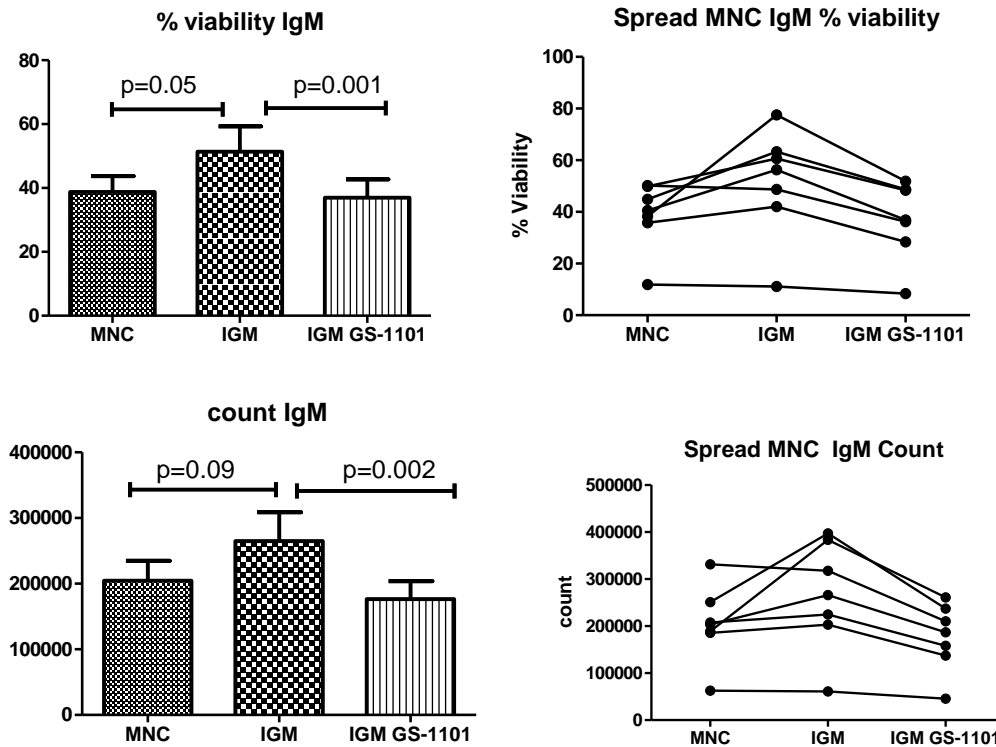 % viability IgM
80
60
40
20
0
p=0.05
p=0.001
MNC
IGM
IGM GS-1101
Spread MNC IgM % viability
% Viability
100
80
60
40
20
0
MNC
IGM
IGM GS-1101
count IgM
400000
300000
200000
100000
0
p=0.09
p=0.002
MNC
IGM
IGM GS-1101
Spread MNC  IgM Count
count
500000
400000
300000
200000
100000
0
MNC
IGM
IGM GS-1101